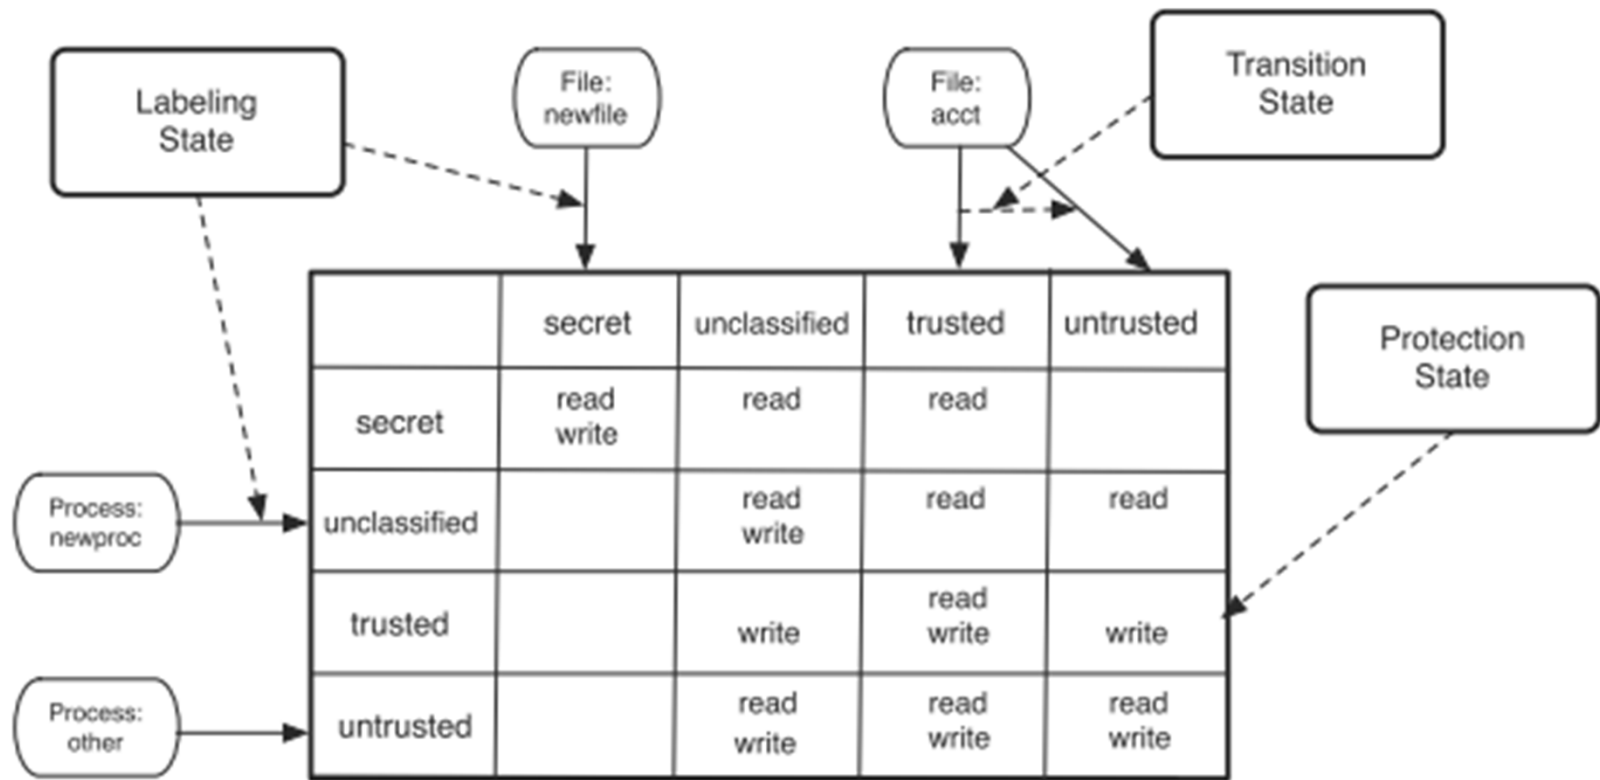 Labeling
State
File:
newfile
File:
acct
Transition
State
secret
unclassified
trusted
untrusted
Protection
State
secret
read
write
read
read
Process:
newproc
unclassified
read
write
read
read
trusted
write
read
write
write
Process:
other
untrusted
read
write
read
write
read
write